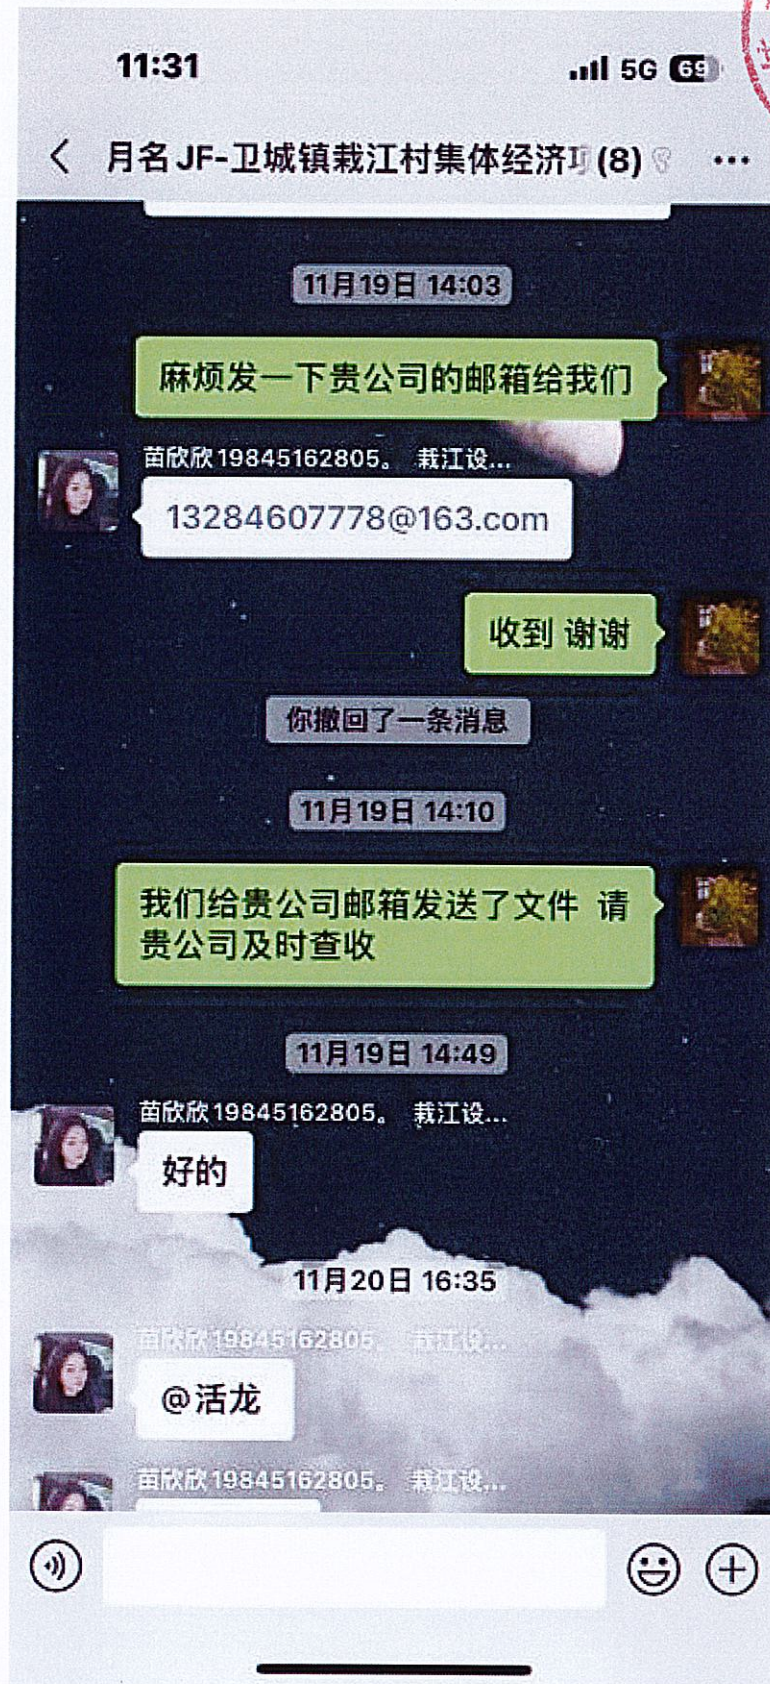 11:31
5G 69
月名JF-卫城镇栽江村集体经济项(8)
11月19日 14:03
麻烦发一下贵公司的邮箱给我们
苗欣欣19845162805。 栽江设...
13284607778@163.com
收到 谢谢
你撤回了一条消息
11月19日 14:10
我们给贵公司邮箱发送了文件 请
贵公司及时查收
11月19日 14:49
苗欣欣19845162805。 栽江设...
好的
11月20日 16:35
苗欣欣19845162805。 栽江设...
@活龙
苗欣欣19845162805。 栽江设...